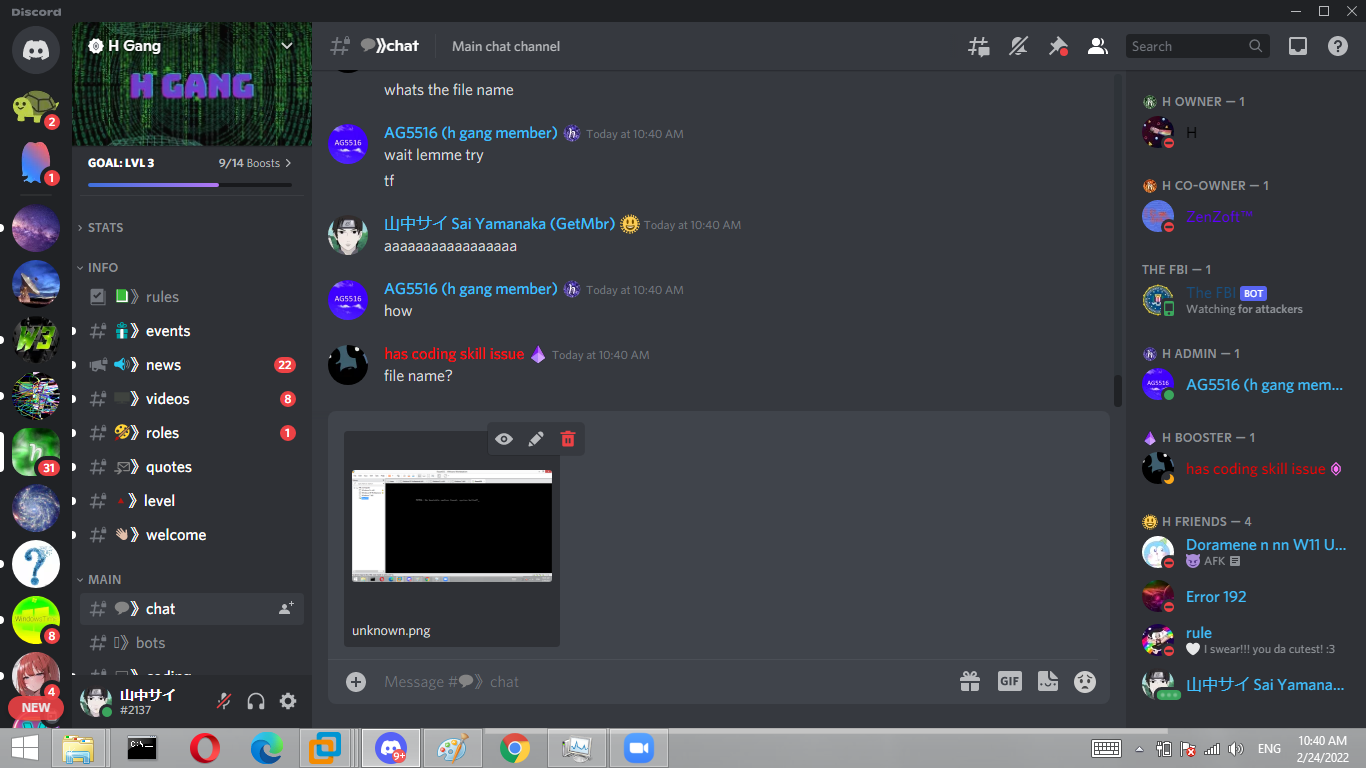 Discord
H Gang
H GANG
GOAL: LVL 3
9/14 Boosts
STATS
INFO
rules
events
news
22
videos
8
roles
1
quotes
level
welcome
MAIN
chat
bots
coding
山中サイ
#2137
2
1
W3
31
8
4
NEW
chat
Main chat channel
Search
whats the file name
AG5516
AG5516 (h gang member) Today at 10:40 AM
wait lemme try
tf
山中サイ Sai Yamanaka (GetMbr) Today at 10:40 AM
aaaaaaaaaaaaaaaaa
AG5516
AG5516 (h gang member) Today at 10:40 AM
how
has coding skill issue Today at 10:40 AM
file name?
unknown.png
Message # chat
GIF
H OWNER — 1
H
H CO-OWNER — 1
ZenZoft™
THE FBI — 1
The FBI BOT
Watching for attackers
H ADMIN — 1
AG5516
AG5516 (h gang mem...
H BOOSTER — 1
has coding skill issue
H FRIENDS — 4
Doramene n nn W11 U...
AFK
Error 192
rule
I swear!!! you da cutest! :3
山中サイ Sai Yamana...
C:\_
9+
ENG
10:40 AM
2/24/2022